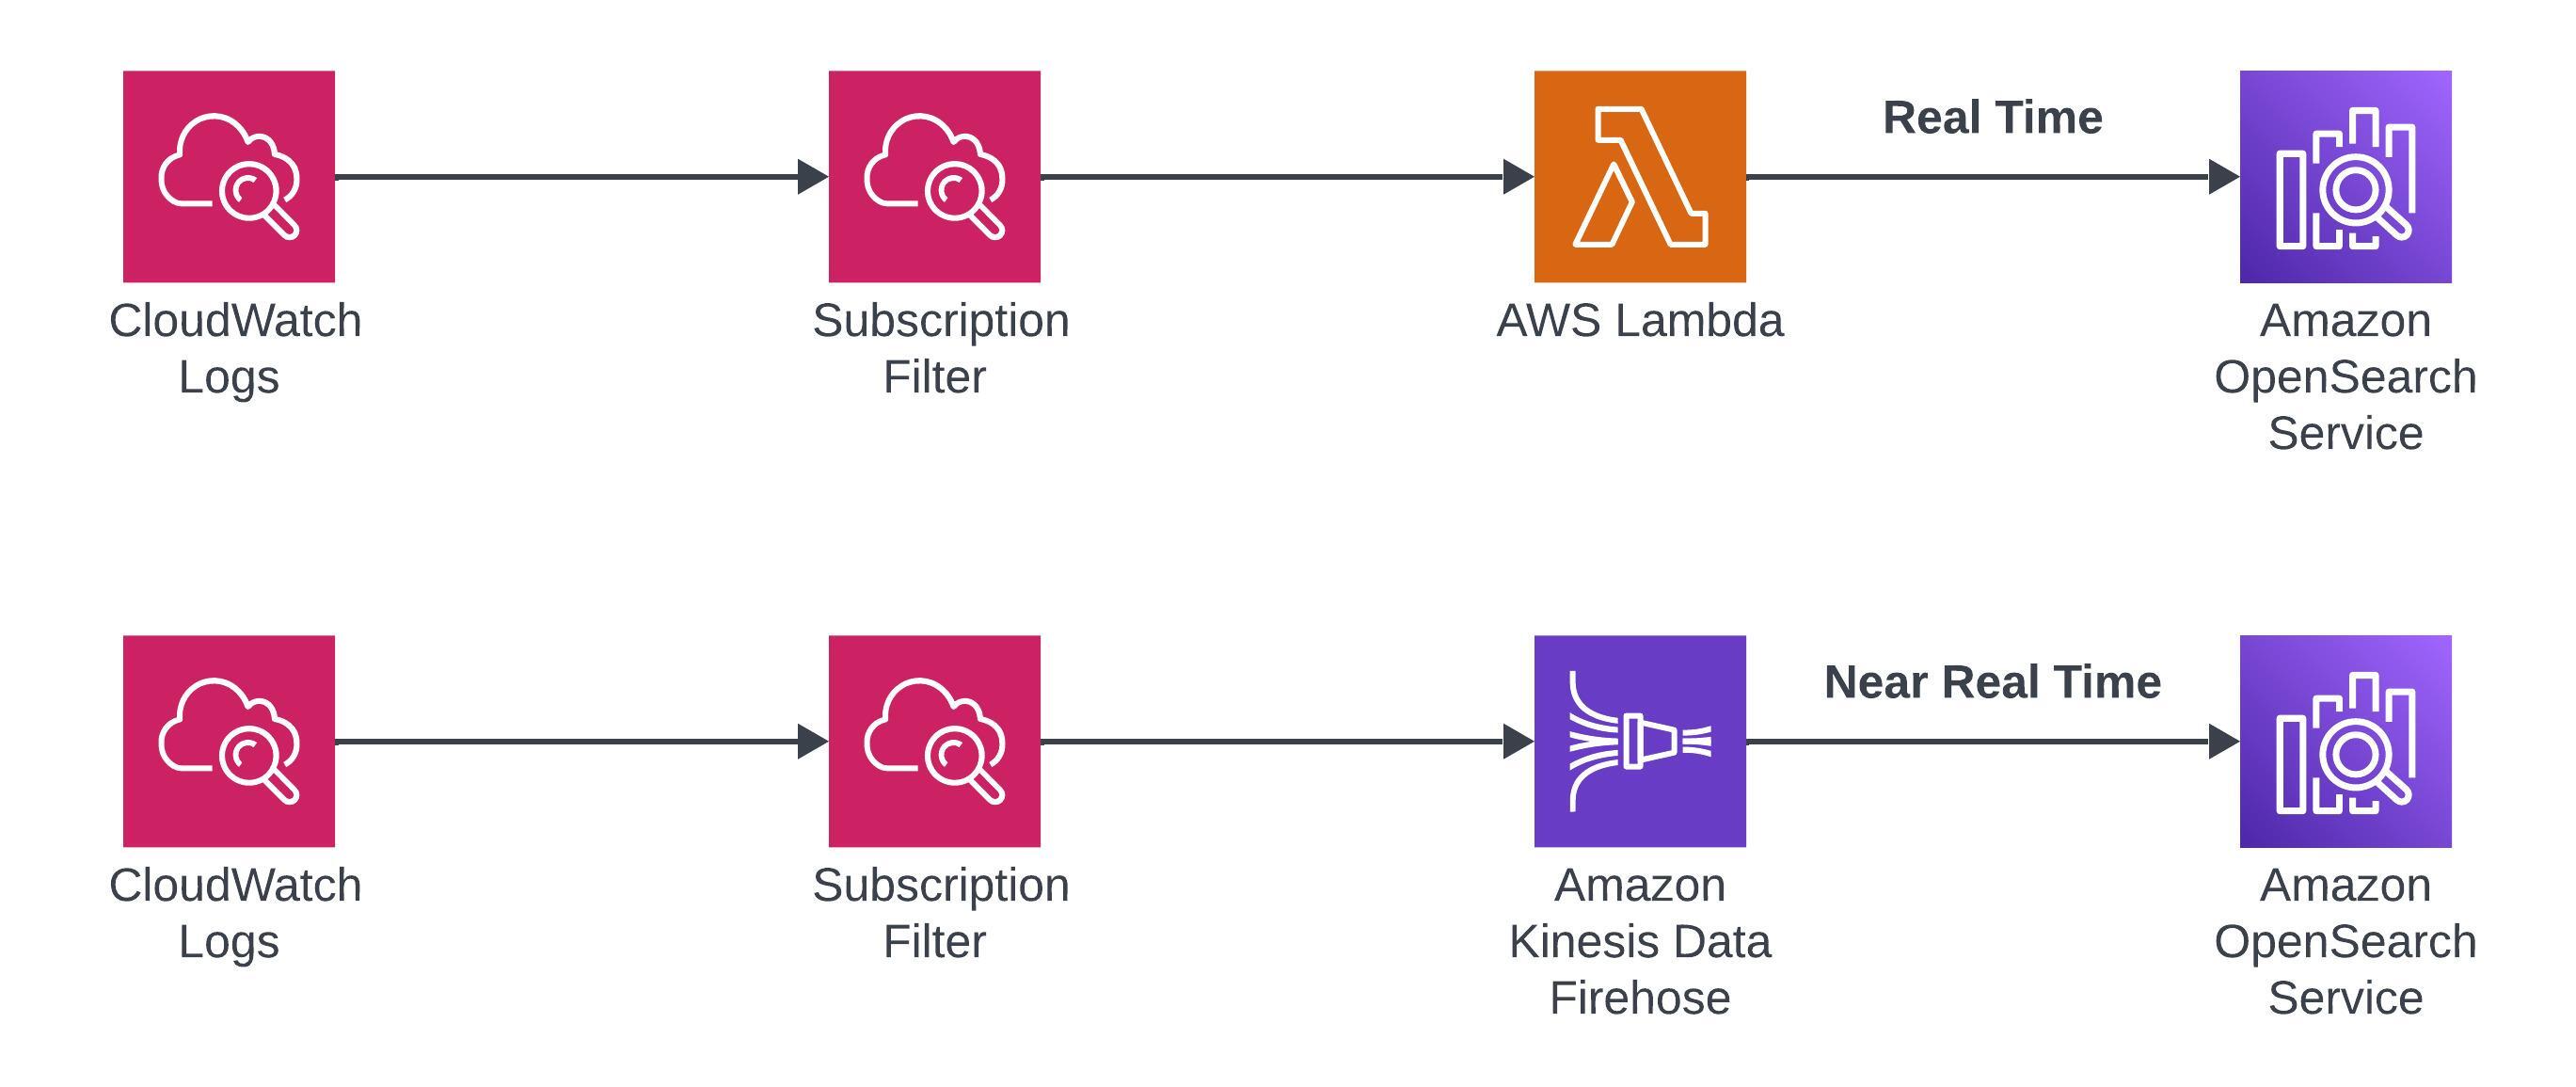 Real Time
CloudWatch
Logs
Subscription
Filter
AWS Lambda
Amazon
OpenSearch
Service
Near Real Time
CloudWatch
Logs
Subscription
Filter
Amazon
Kinesis Data
Firehose
Amazon
OpenSearch
Service